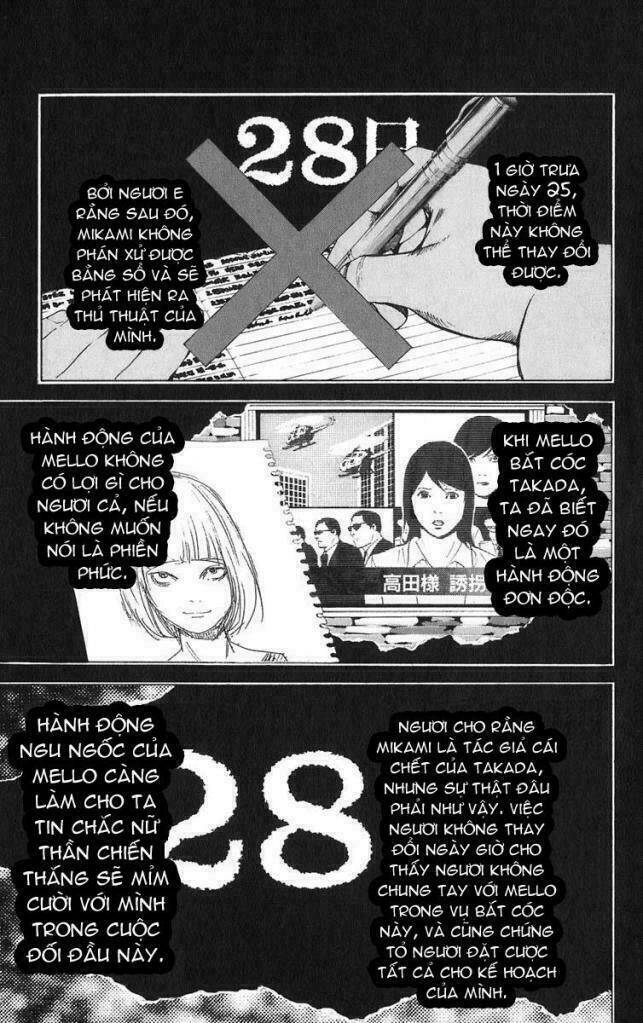 28日
1 GIỜ TRƯA
NGÀY 25,
THỜI ĐIỂM
NÀY KHÔNG
THỂ THAY ĐỔI
ĐƯỢC.
BỞI NGƯƠI E
RẰNG SAU ĐÓ,
MIKAMI KHÔNG
PHÁN XỬ ĐƯỢC
BẰNG SỔ VÀ SẼ
PHÁT HIỆN RA
THỦ THUẬT CỦA
MÌNH.
KHI MELLO
BẮT CÓC
TAKADA,
TA ĐÃ BIẾT
NGAY ĐÓ
LÀ MỘT
HÀNH ĐỘNG
ĐƠN ĐỘC.
高田様 誘拐
HÀNH ĐỘNG CỦA
MELLO KHÔNG
CÓ LỢI GÌ CHO
NGƯƠI CẢ, NẾU
KHÔNG MUỐN
NÓI LÀ PHIỀN
PHỨC.
NGƯƠI CHO RẰNG
MIKAMI LÀ TÁC GIẢ CÁI
CHẾT CỦA TAKADA,
NHƯNG SỰ THẬT ĐÂU
PHẢI NHƯ VẬY. VIỆC
NGƯƠI KHÔNG THAY
ĐỔI NGÀY GIỜ CHO
THẤY NGƯƠI KHÔNG
CHUNG TAY VỚI MELLO
TRONG VỤ BẮT CÓC
NÀY, VÀ CŨNG CHỨNG
TỎ NGƯƠI ĐẶT CƯỢC
TẤT CẢ CHO KẾ HOẠCH
CỦA MÌNH.
28
HÀNH ĐỘNG
NGU NGỐC CỦA
MELLO CÀNG
LÀM CHO TA
TIN CHẮC NỮ
THẦN CHIẾN
THẮNG SẼ MỈM
CƯỜI VỚI MÌNH
TRONG CUỘC
ĐỐI ĐẦU NÀY.